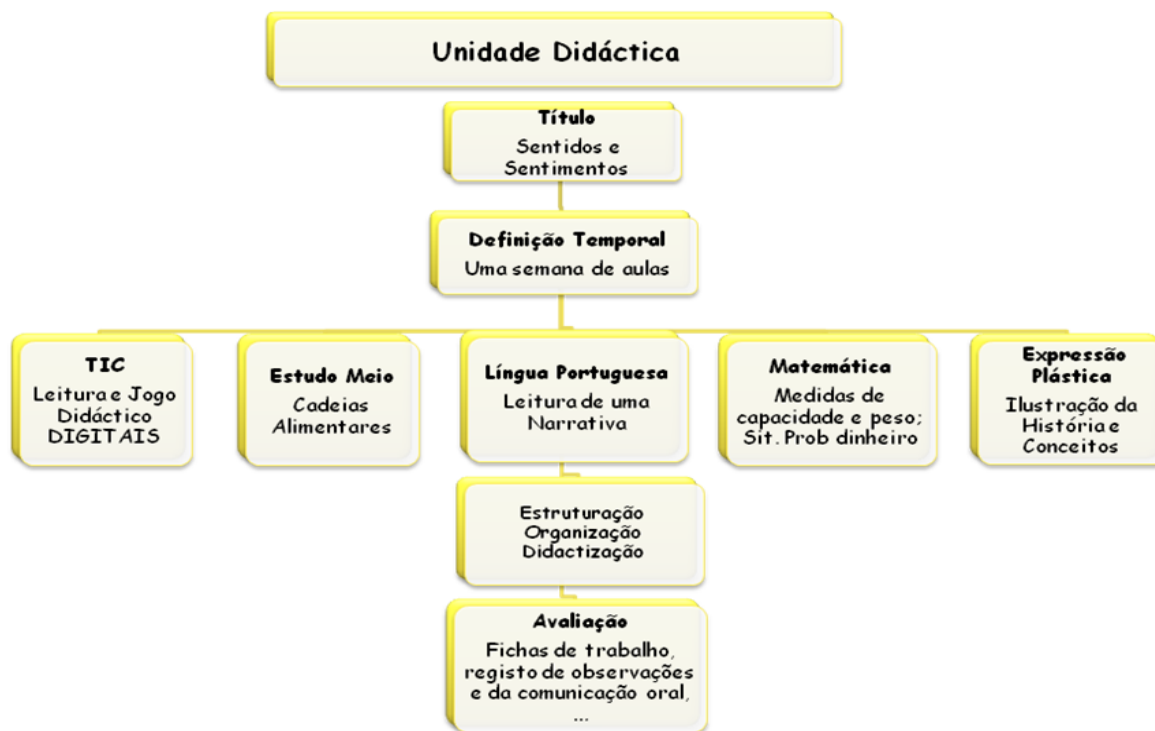 Unidade Didáctica
Título
Sentidos e
Sentimentos
Definição Temporal
Uma semana de aulas
TIC
Leitura e Jogo
Didáctico
DIGITAIS
Estudo Meio
Cadeias
Alimentares
Língua Portuguesa
Leitura de uma
Narrativa
Matemática
Medidas de
capacidade e peso;
Sit. Prob dinheiro
Expressão
Plástica
Ilustração da
História e
Conceitos
Estruturação
Organização
Didactização
Avaliação
Fichas de trabalho,
registo de observações
e da comunicação oral,
...